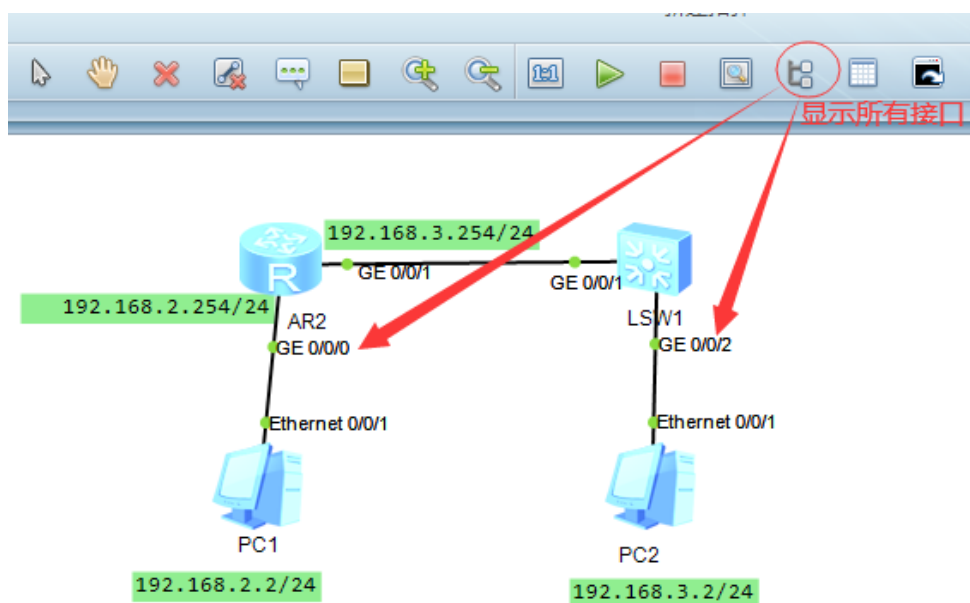 1:1
显示所有接口
192.168.3.254/24
GE 0/0/1
GE 0/0/1
R
192.168.2.254/24
AR2
LSW1
GE 0/0/0
GE 0/0/2
Ethernet 0/0/1
Ethernet 0/0/1
PC1
PC2
192.168.2.2/24
192.168.3.2/24